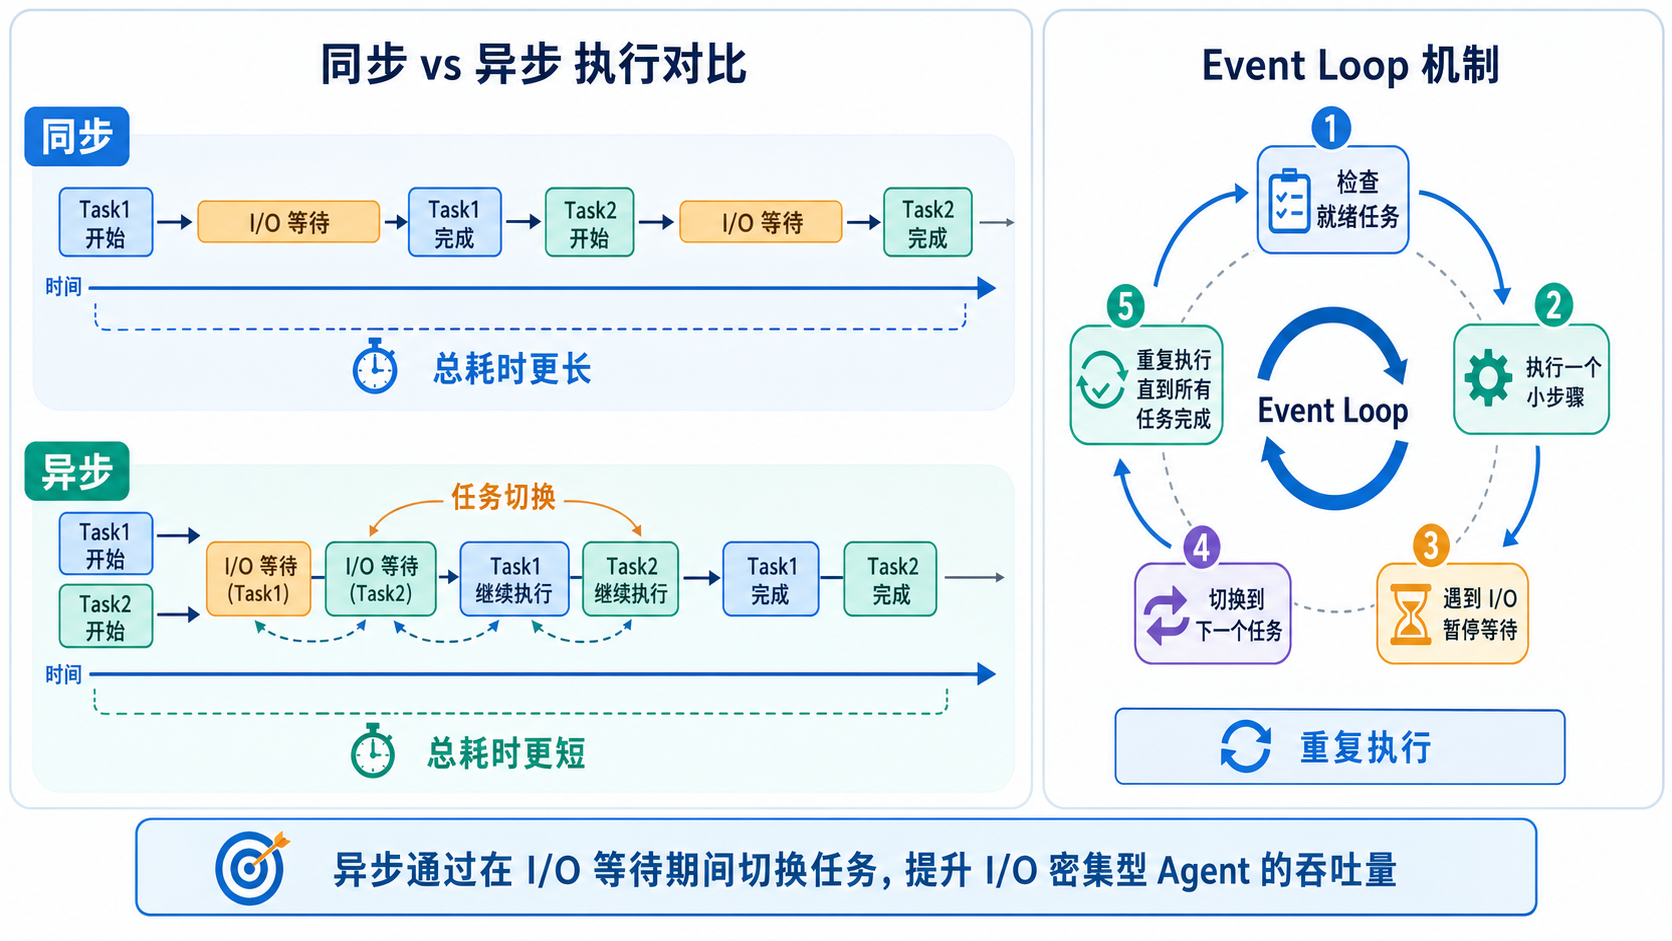 同步 vs 异步 执行对比
同步
Task1
开始
I/O 等待
Task1
完成
Task2
开始
I/O 等待
Task2
完成
时间
总耗时更长
异步
任务切换
Task1
开始
Task2
开始
I/O 等待
(Task1)
I/O 等待
(Task2)
Task1
继续执行
Task2
继续执行
Task1
完成
Task2
完成
时间
总耗时更短
Event Loop 机制
1
检查
就绪任务
2
执行一个
小步骤
3
遇到 I/O
暂停等待
4
切换到
下一个任务
5
重复执行
直到所有
任务完成
Event Loop
重复执行
异步通过在 I/O 等待期间切换任务，提升 I/O 密集型 Agent 的吞吐量